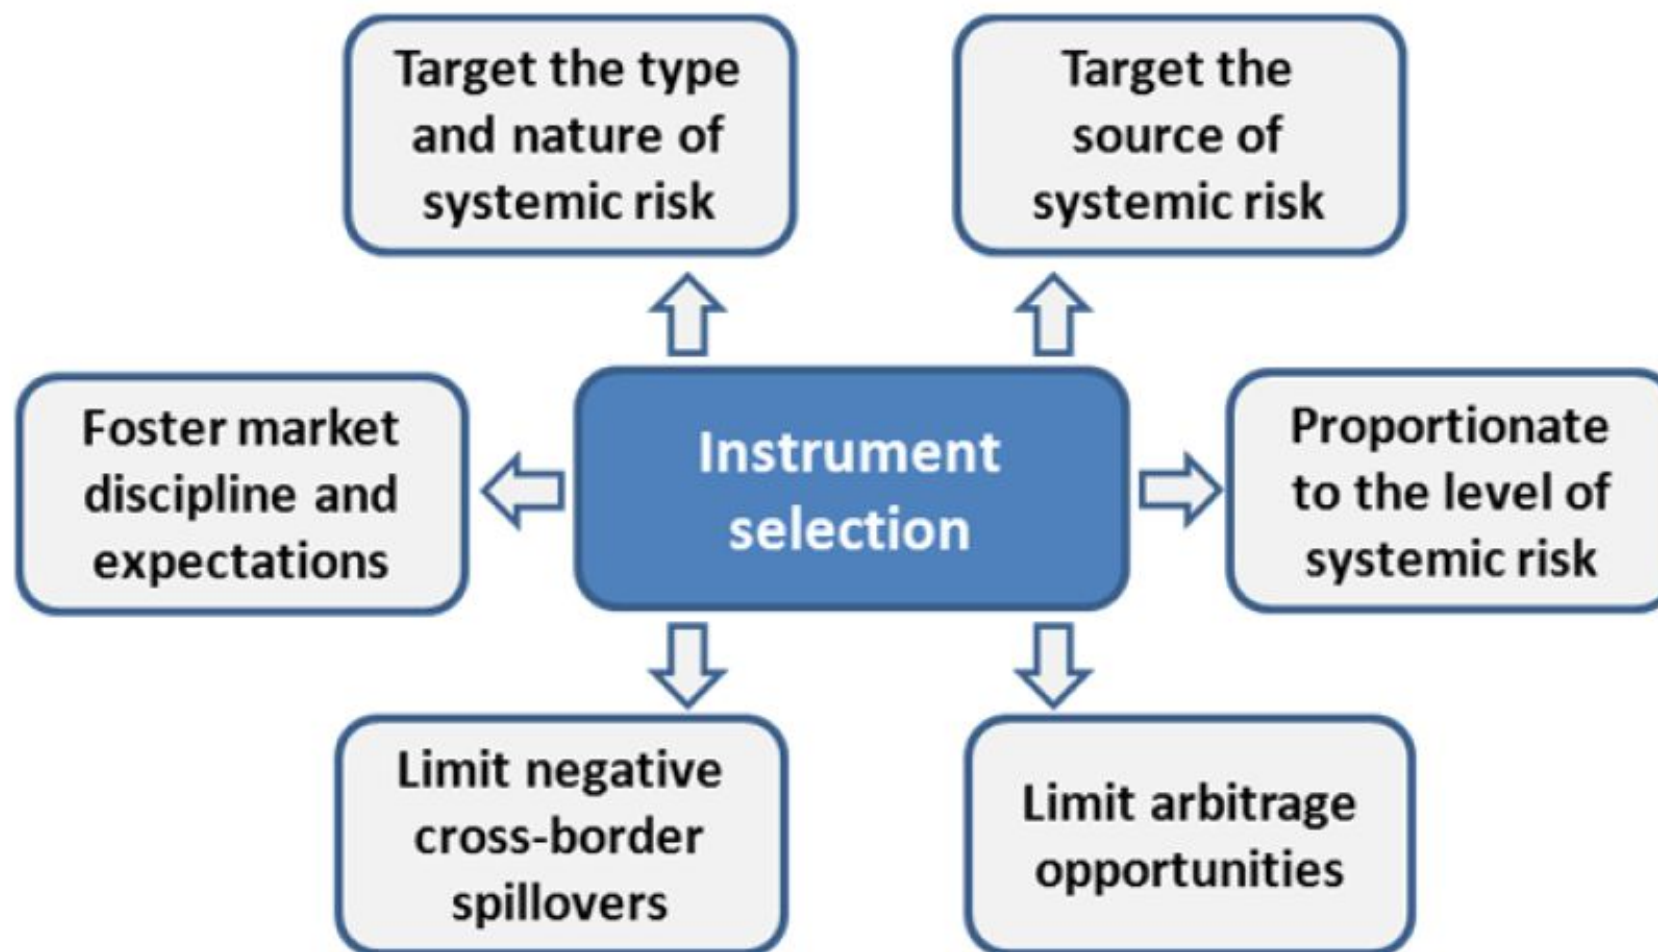 Target the type
and nature of
systemic risk
Target the
source of
systemic risk
Foster market
discipline and
expectations
Instrument
selection
Proportionate
to the level of
systemic risk
Limit negative
cross-border
spillovers
Limit arbitrage
opportunities